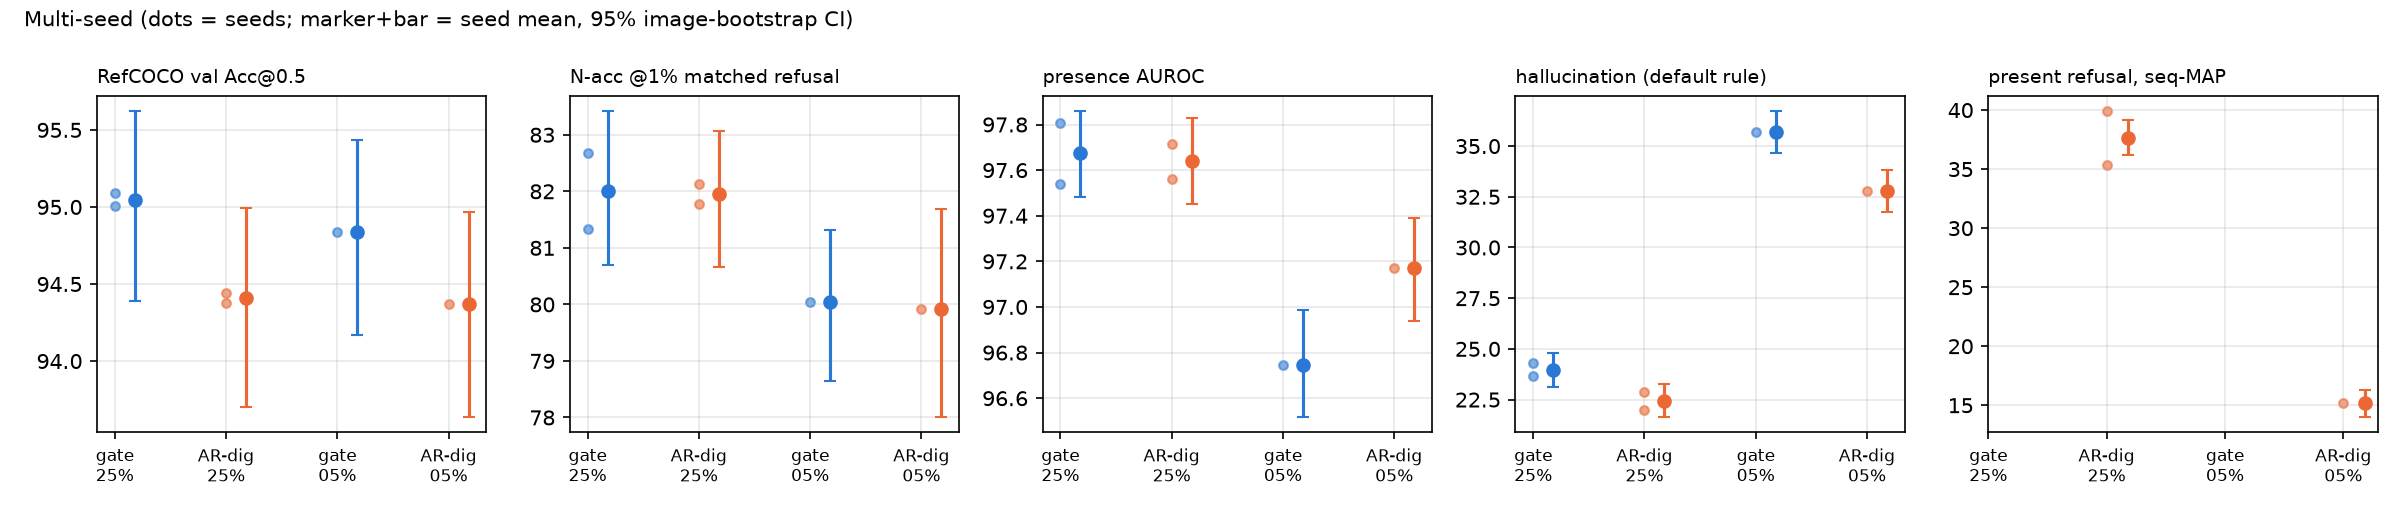 Multi-seed (dots = seeds; marker+bar = seed mean, 95% image-bootstrap CI)
RefCOCO val Acc@0.5
95.5
95.0
94.5
94.0
gate 25%
AR-dig 25%
gate 05%
AR-dig 05%
N-acc @1% matched refusal
83
82
81
80
79
78
gate 25%
AR-dig 25%
gate 05%
AR-dig 05%
presence AUROC
97.8
97.6
97.4
97.2
97.0
96.8
96.6
gate 25%
AR-dig 25%
gate 05%
AR-dig 05%
hallucination (default rule)
35.0
32.5
30.0
27.5
25.0
22.5
gate 25%
AR-dig 25%
gate 05%
AR-dig 05%
present refusal, seq-MAP
40
35
30
25
20
15
gate 25%
AR-dig 25%
gate 05%
AR-dig 05%